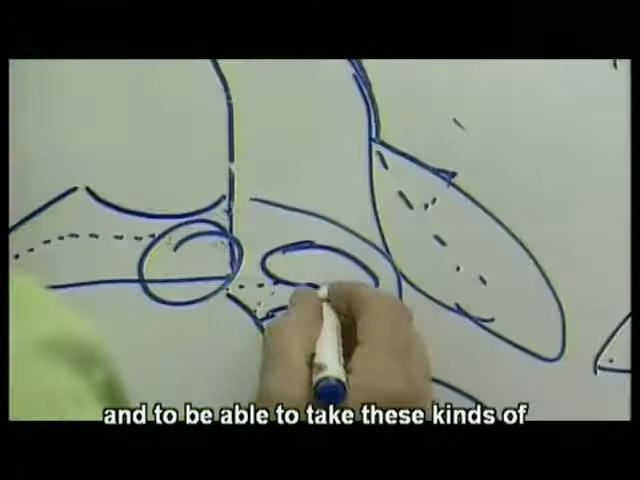 and to be able to take these kinds of